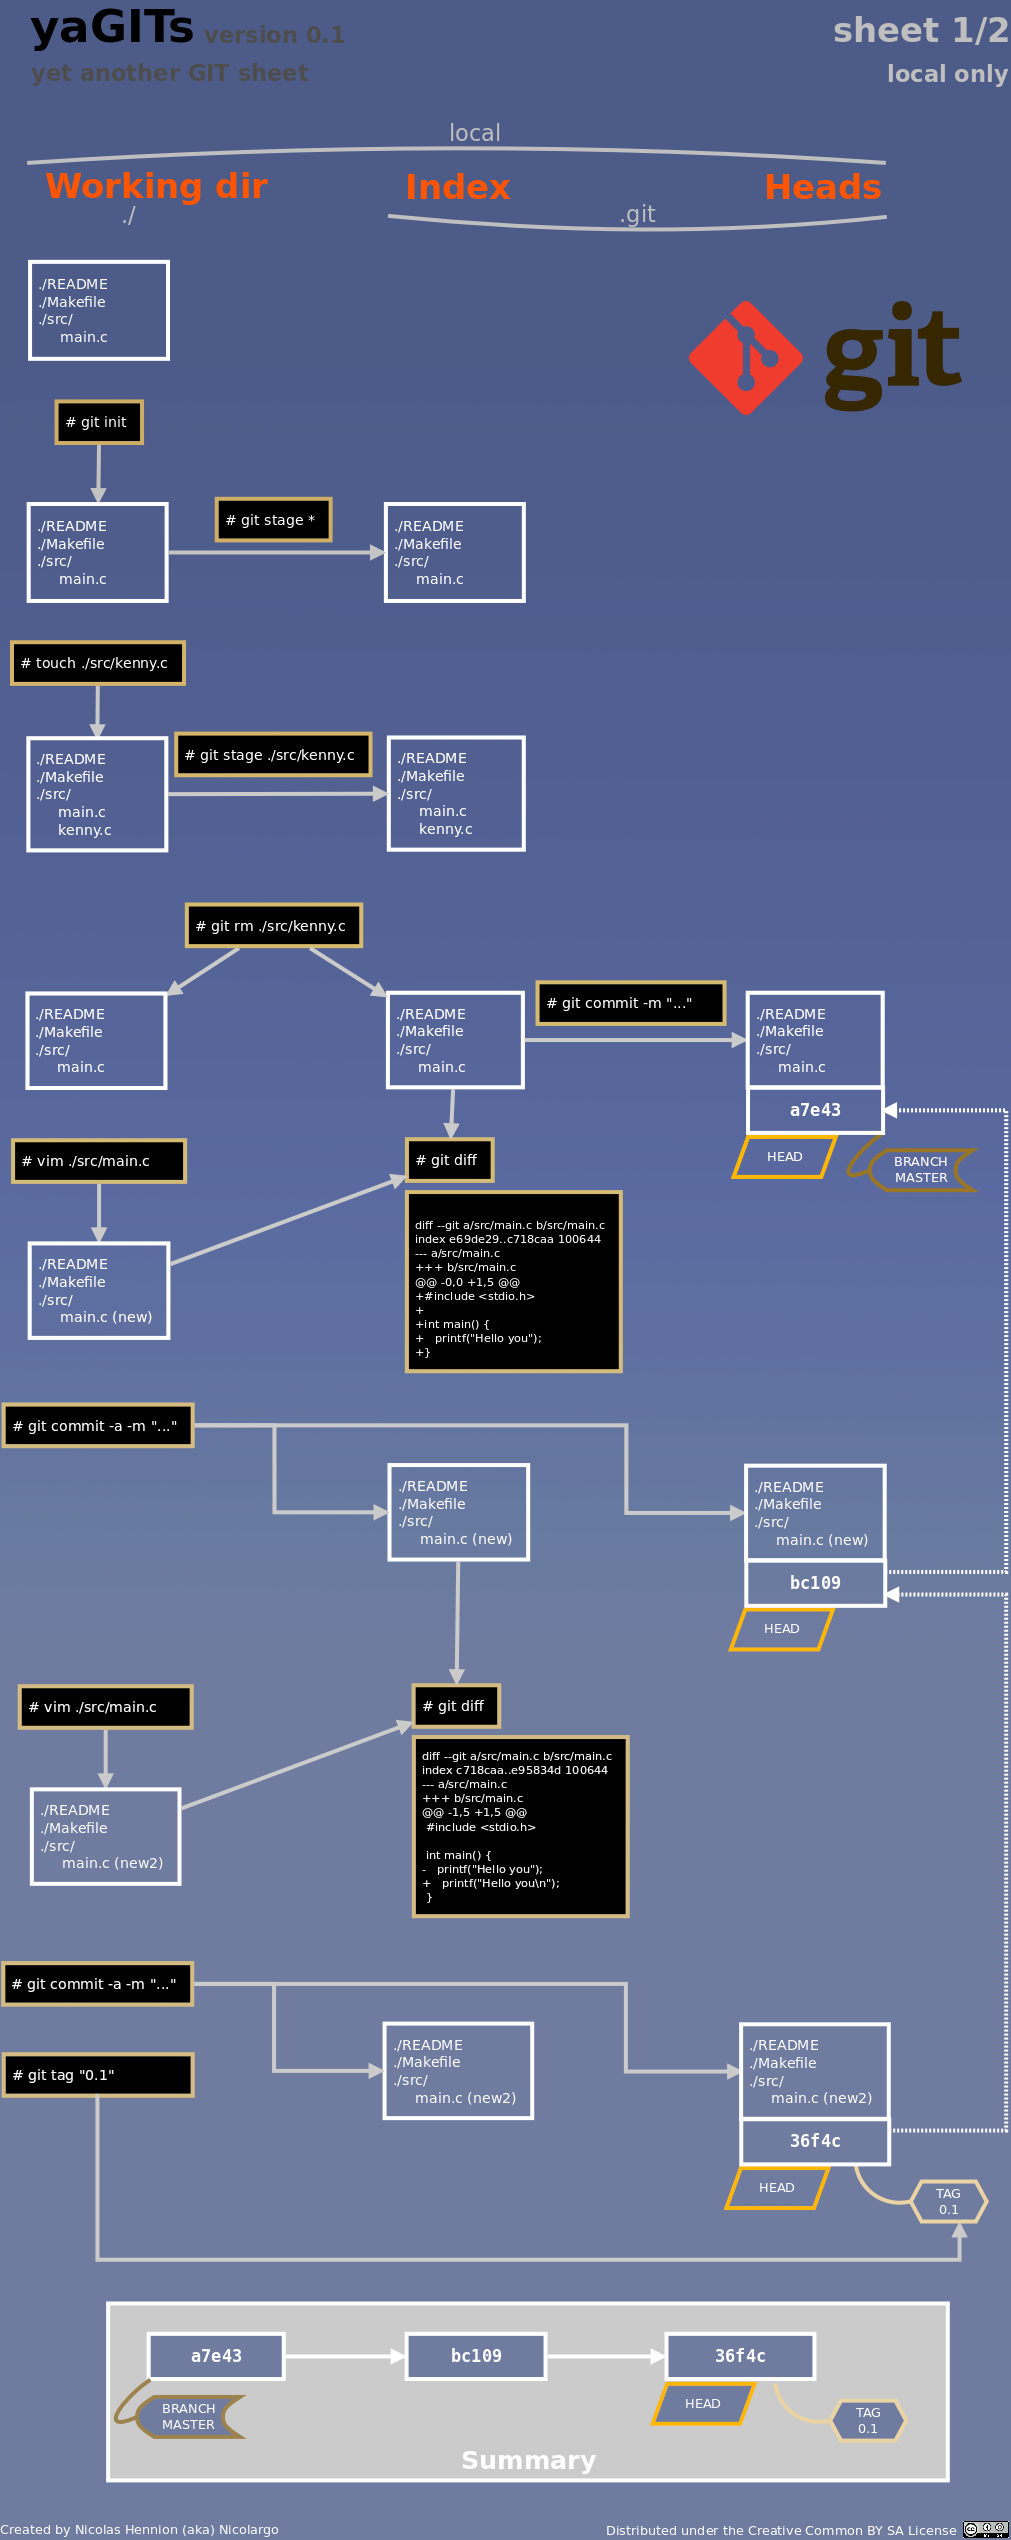 yaGITs version 0.1
sheet 1/2
yet another GIT sheet
local only
local
Working dir
Index
Heads
./
.git
./README
./Makefile
./src/
main.c
git
# git init
# git stage *
./README
./Makefile
./src/
main.c
./README
./Makefile
./src/
main.c
# touch ./src/kenny.c
# git stage ./src/kenny.c
./README
./Makefile
./src/
main.c
kenny.c
./README
./Makefile
./src/
main.c
kenny.c
# git rm ./src/kenny.c
# git commit -m "..."
./README
./Makefile
./src/
main.c
./README
./Makefile
./src/
main.c
./README
./Makefile
./src/
main.c
a7e43
HEAD
BRANCH
MASTER
# vim ./src/main.c
# git diff
diff --git a/src/main.c b/src/main.c
index e69de29..c718caa 100644
--- a/src/main.c
+++ b/src/main.c
@@ -0,0 +1,5 @@
+#include <stdio.h>
+
+int main() {
+   printf("Hello you");
+}
./README
./Makefile
./src/
main.c (new)
# git commit -a -m "..."
./README
./Makefile
./src/
main.c (new)
./README
./Makefile
./src/
main.c (new)
bc109
HEAD
# vim ./src/main.c
# git diff
diff --git a/src/main.c b/src/main.c
index c718caa..e95834d 100644
--- a/src/main.c
+++ b/src/main.c
@@ -1,5 +1,5 @@
#include <stdio.h>
int main() {
-   printf("Hello you");
+   printf("Hello you\n");
}
./README
./Makefile
./src/
main.c (new2)
# git commit -a -m "..."
./README
./Makefile
./src/
main.c (new2)
./README
./Makefile
./src/
main.c (new2)
36f4c
HEAD
TAG
0.1
# git tag "0.1"
a7e43
bc109
36f4c
BRANCH
MASTER
HEAD
TAG
0.1
Summary
Created by Nicolas Hennion (aka) Nicolargo
Distributed under the Creative Common BY SA License